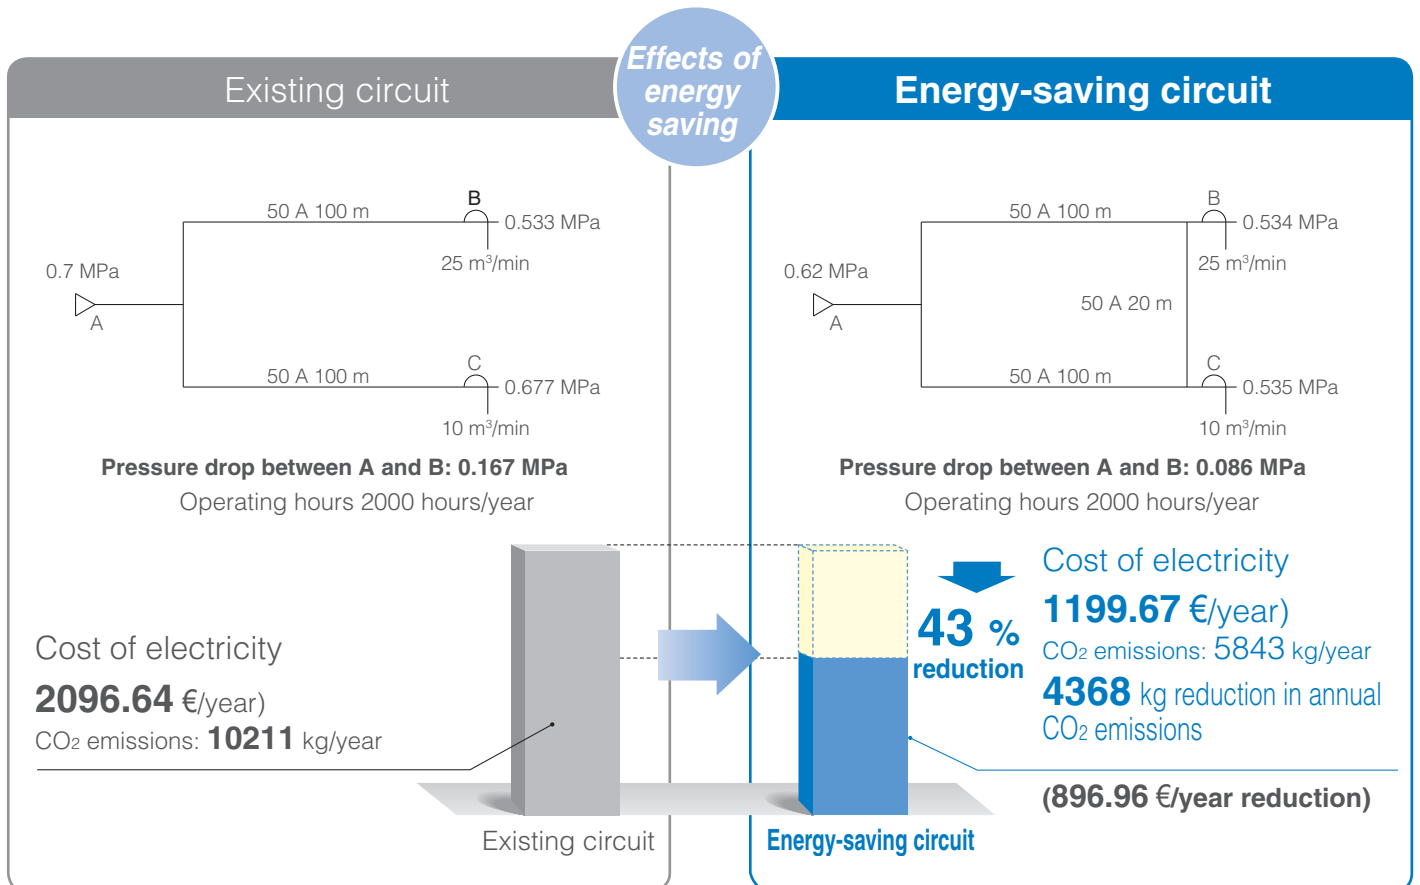 Effects of
energy
saving
Existing circuit
B
50 A 100 m
0.533 MPa
25 m³/min
0.7 MPa
A
C
50 A 100 m
0.677 MPa
10 m³/min
Pressure drop between A and B: 0.167 MPa
Operating hours 2000 hours/year
Cost of electricity
2096.64 €/year)
CO2 emissions: 10211 kg/year
Existing circuit
Energy-saving circuit
B
50 A 100 m
0.534 MPa
25 m³/min
0.62 MPa
A
50 A 20 m
C
50 A 100 m
0.535 MPa
10 m³/min
Pressure drop between A and B: 0.086 MPa
Operating hours 2000 hours/year
43 %
reduction
Cost of electricity
1199.67 €/year)
CO2 emissions: 5843 kg/year
4368 kg reduction in annual
CO2 emissions
(896.96 €/year reduction)
Energy-saving circuit